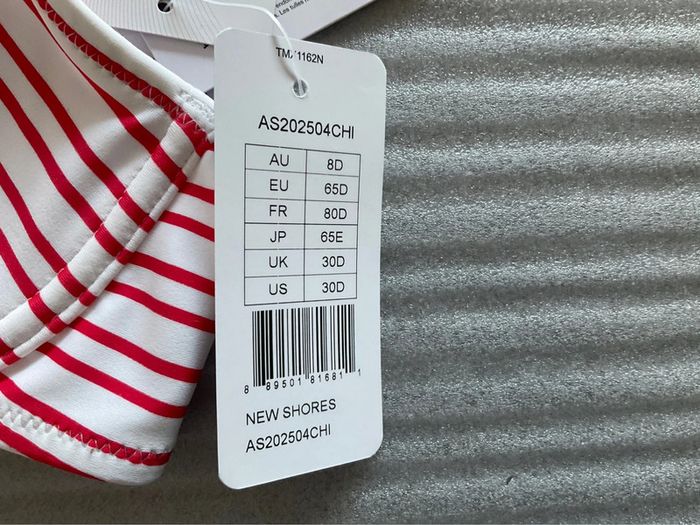 AS202504CHI
AU 8D
EU 65D
FR 80D
JP 65E
UK 30D
US 30D
8 89501 81681 1
NEW SHORES
AS202504CHI